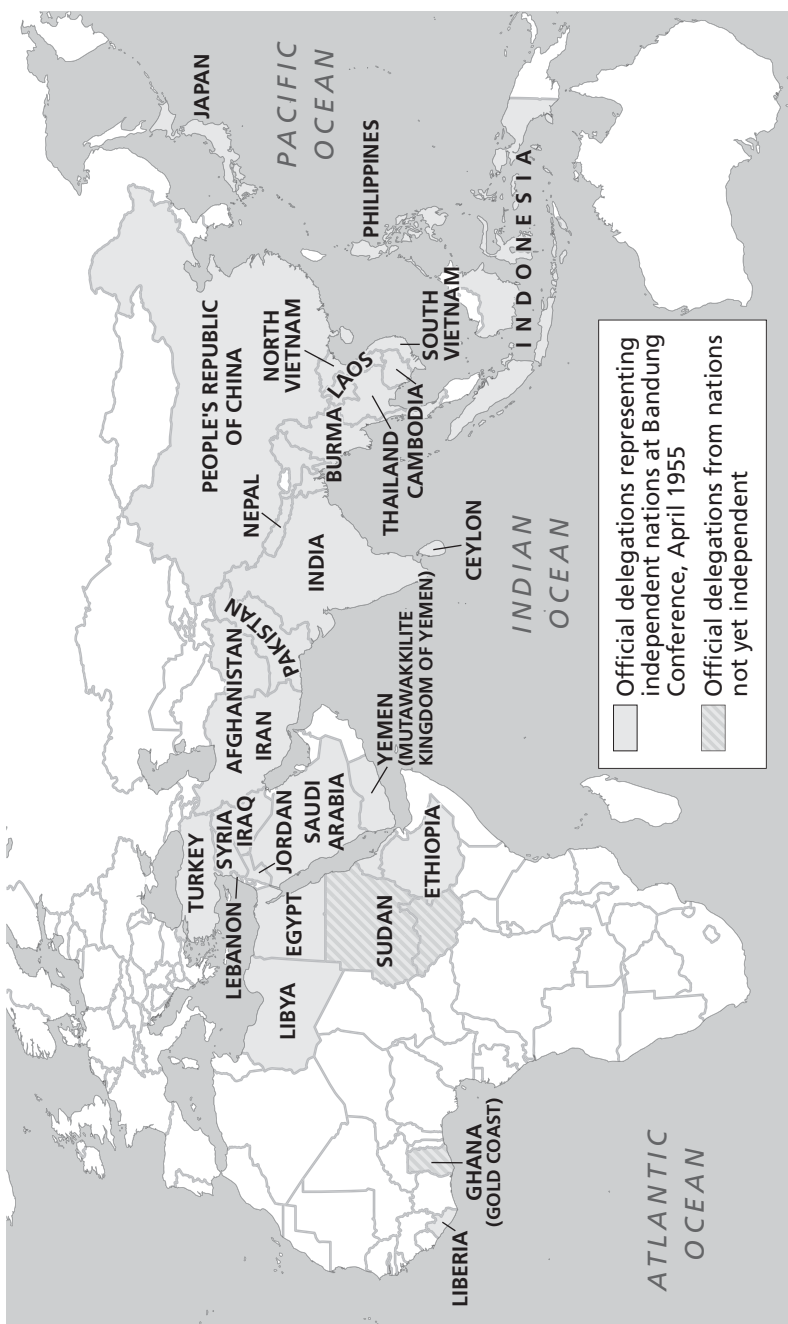 JAPAN
PACIFIC
OCEAN
PHILIPPINES
PEOPLE'S REPUBLIC
OF CHINA
NORTH
VIETNAM
LAOS
SOUTH
VIETNAM
INDONESIA
BURMA
THAILAND
CAMBODIA
NEPAL
INDIA
CEYLON
INDIAN
OCEAN
PAKISTAN
AFGHANISTAN
IRAN
TURKEY
SYRIA
IRAQ
LEBANON
JORDAN
SAUDI
ARABIA
YEMEN
(MUTAWAKKILITE
KINGDOM OF YEMEN)
EGYPT
LIBYA
SUDAN
ETHIOPIA
GHANA
(GOLD COAST)
LIBERIA
ATLANTIC
OCEAN
Official delegations representing
independent nations at Bandung
Conference, April 1955
Official delegations from nations
not yet independent